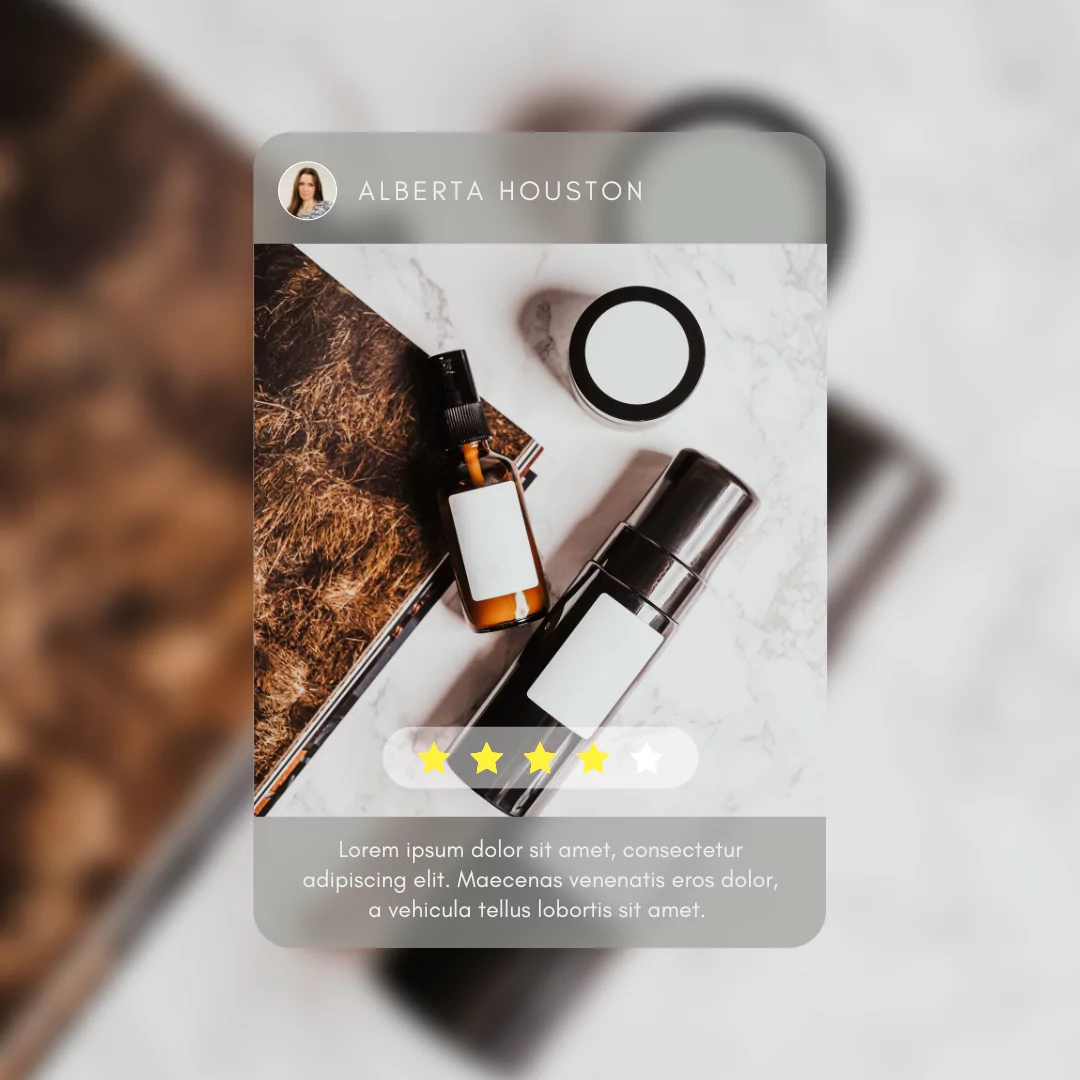 ALBERTA HOUSTON
Lorem ipsum dolor sit amet, consectetur
adipiscing elit. Maecenas venenatis eros dolor,
a vehicula tellus lobortis sit amet.